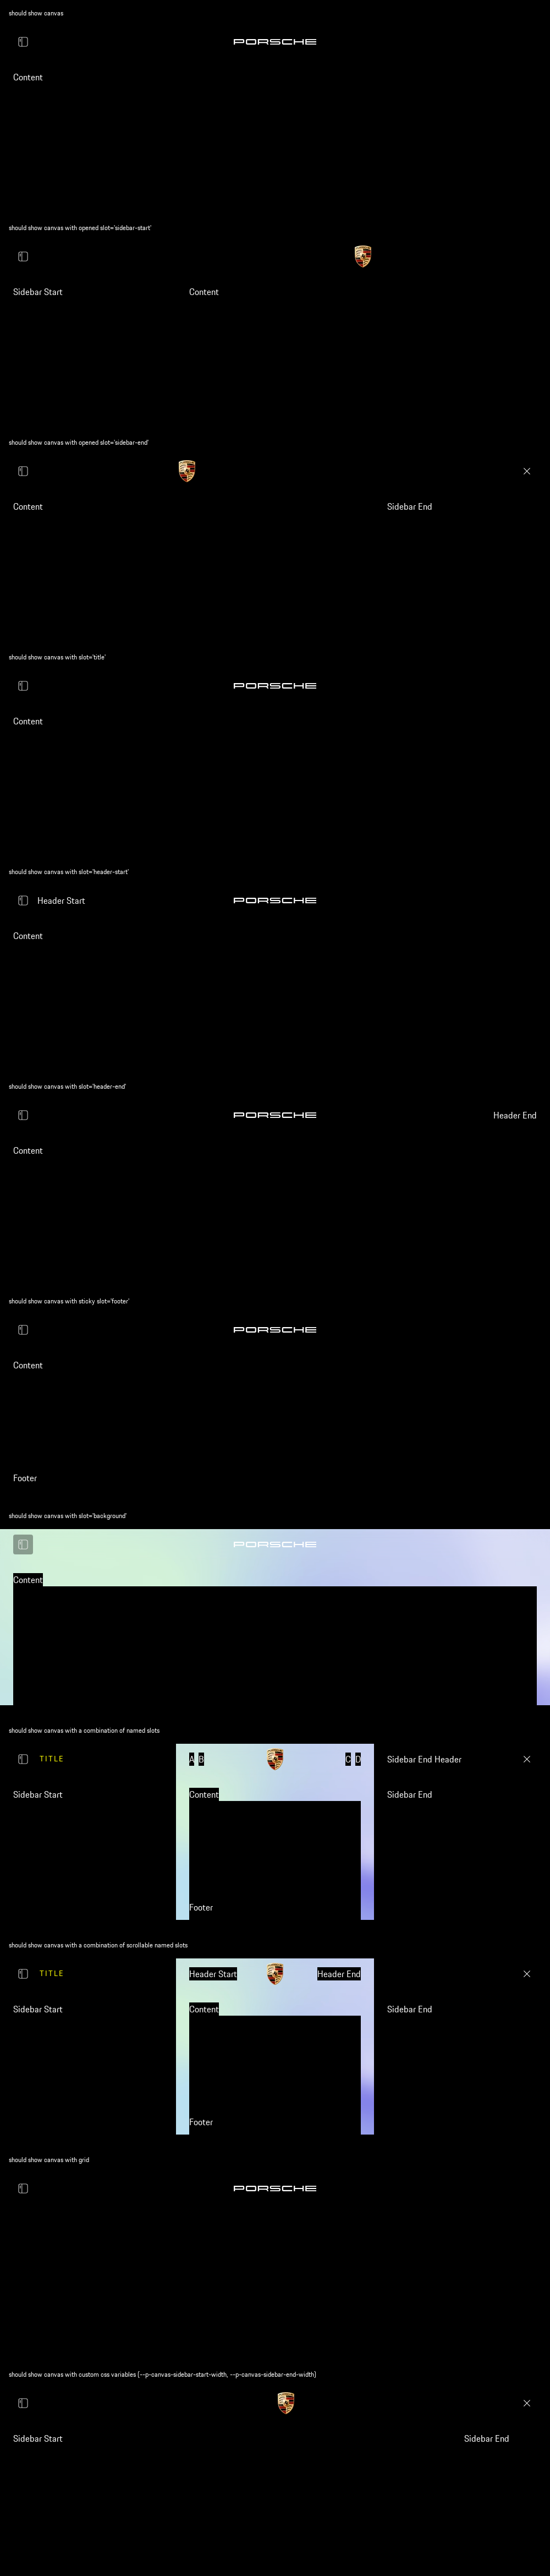 should show canvas
PORSCHE
Content
should show canvas with opened slot='sidebar-start'
Sidebar Start Content
should show canvas with opened slot='sidebar-end'
Content Sidebar End
should show canvas with slot='title'
PORSCHE
Content
should show canvas with slot='header-start'
Header Start PORSCHE
Content
should show canvas with slot='header-end'
PORSCHE Header End
Content
should show canvas with sticky slot='footer'
PORSCHE
Content
Footer
should show canvas with slot='background'
PORSCHE
Content
should show canvas with a combination of named slots
TITLE A B C D Sidebar End Header
Sidebar Start Content Sidebar End
Footer
should show canvas with a combination of scrollable named slots
TITLE Header Start Header End
Sidebar Start Content Sidebar End
Footer
should show canvas with grid
PORSCHE
should show canvas with custom css variables (--p-canvas-sidebar-start-width, --p-canvas-sidebar-end-width)
Sidebar Start Sidebar End